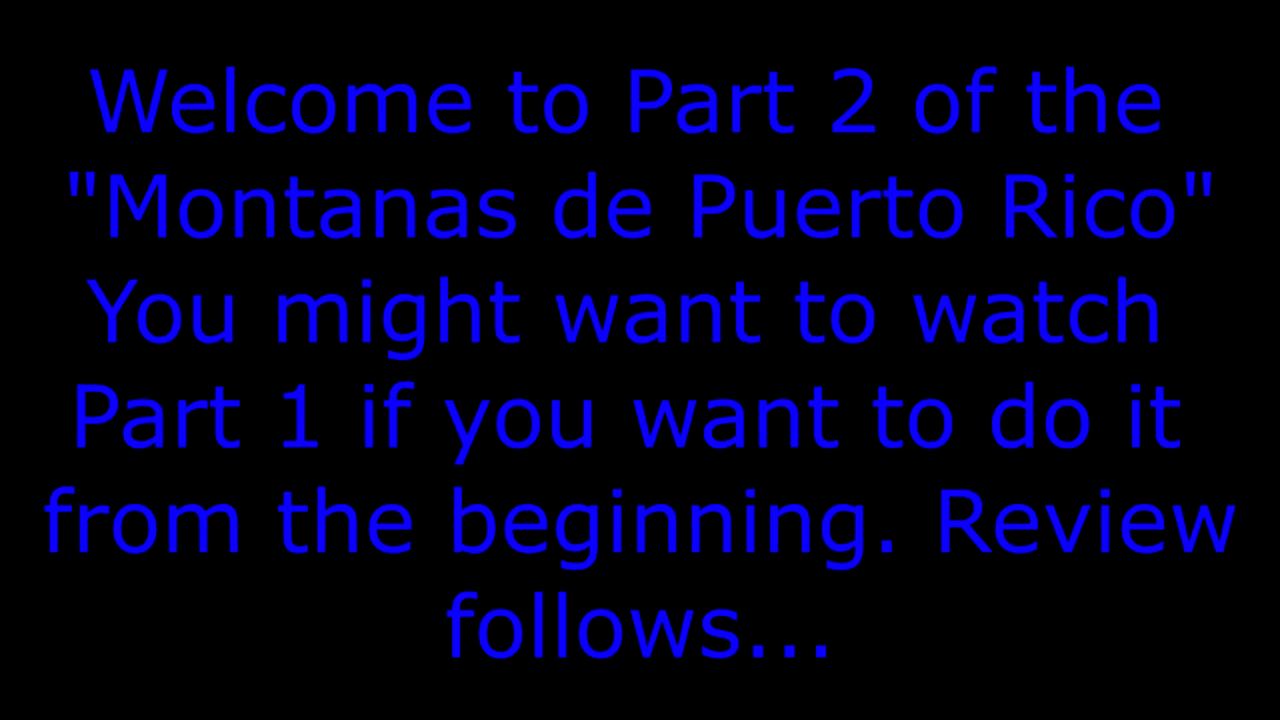 Welcome to Part 2 of the
"Montanas de Puerto Rico"
You might want to watch
Part 1 if you want to do it
from the beginning. Review
follows...